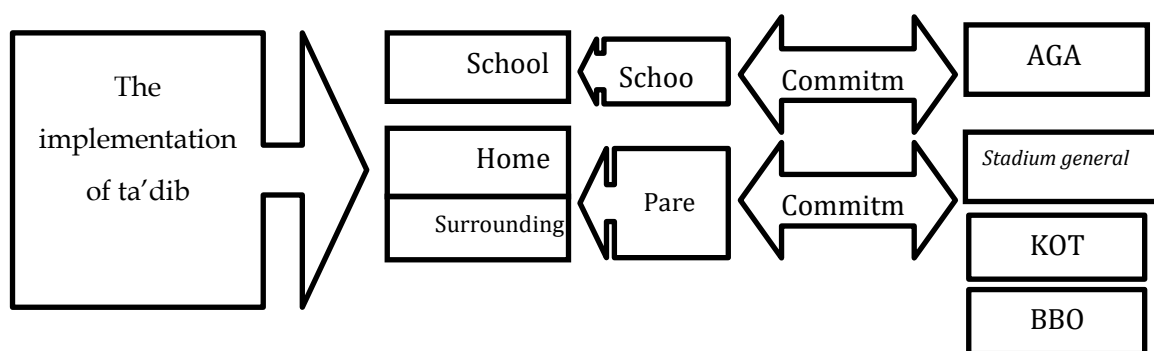 The
implementation
of ta’dib
School
Home
Surrounding
Schoo
Pare
Commitm
Commitm
AGA
Stadium general
KOT
BBO